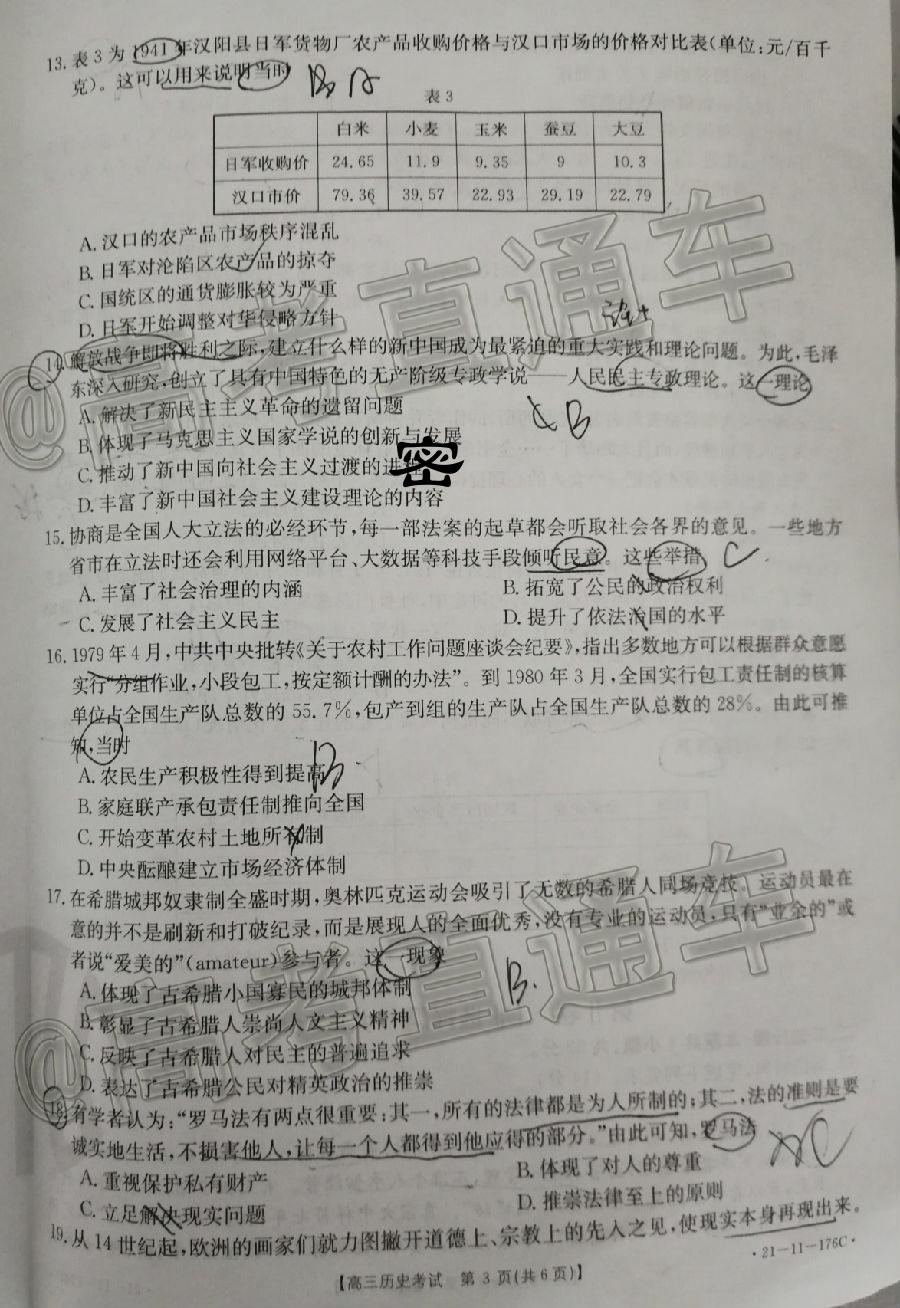 13.表3为1941年汉阳县日军货物厂农产品收购价格与汉口市场的价格对比表(单位:元/百千
克)。这可以用来说明当时
B A
表3
白米 小麦 玉米 蚕豆 大豆
日军收购价 24.65 11.9 9.35 9 10.3
汉口市价 79.36 39.57 22.93 29.19 22.79
A.汉口的农产品市场秩序混乱
B.日军对沦陷区农产品的掠夺
C.国统区的通货膨胀较为严重
D.日军开始调整对华侵略方针
14.解放战争即将胜利之际,建立什么样的新中国成为最紧迫的重大实践和理论问题。为此,毛泽
东深入研究,创立了具有中国特色的无产阶级专政学说——人民民主专政理论。这一理论
A.解决了新民主主义革命的遗留问题
B
B.体现了马克思主义国家学说的创新与发展
密
C.推动了新中国向社会主义过渡的进程
D.丰富了新中国社会主义建设理论的内容
15.协商是全国人大立法的必经环节,每一部法案的起草都会听取社会各界的意见。一些地方
省市在立法时还会利用网络平台、大数据等科技手段倾听民意。这些举措 C
A.丰富了社会治理的内涵 B.拓宽了公民的政治权利
C.发展了社会主义民主 D.提升了依法治国的水平
16.1979年4月,中共中央批转《关于农村工作问题座谈会纪要》,指出多数地方可以根据群众意愿
实行“分组作业,小段包工,按定额计酬的办法”。到1980年3月,全国实行包工责任制的核算
单位占全国生产队总数的55.7%,包产到组的生产队占全国生产队总数的28%。由此可推
知,当时
B
A.农民生产积极性得到提高
B.家庭联产承包责任制推向全国
C.开始变革农村土地所有制
D.中央酝酿建立市场经济体制
17.在希腊城邦奴隶制全盛时期,奥林匹克运动会吸引了无数的希腊人同场竞技。运动员最在
意的并不是刷新和打破纪录,而是展现人的全面优秀,没有专业的运动员,只有“业余的”或
者说“爱美的”(amateur)参与者。这一现象
B.
A.体现了古希腊小国寡民的城邦体制
B.彰显了古希腊人崇尚人文主义精神
C.反映了古希腊人对民主的普遍追求
D.表达了古希腊公民对精英政治的推崇
18.有学者认为:“罗马法有两点很重要:其一,所有的法律都是为人所制的;其二,法的准则是要
诚实地生活,不损害他人,让每一个人都得到他应得的部分。”由此可知,罗马法
C
A.重视保护私有财产 B.体现了对人的尊重
C.立足解决现实问题 D.推崇法律至上的原则
19.从14世纪起,欧洲的画家们就力图撇开道德上、宗教上的先入之见,使现实本身再现出来。
【高三历史考试 第3页(共6页)】 ·21-11-176C·
@高考直通车
@高考直通车